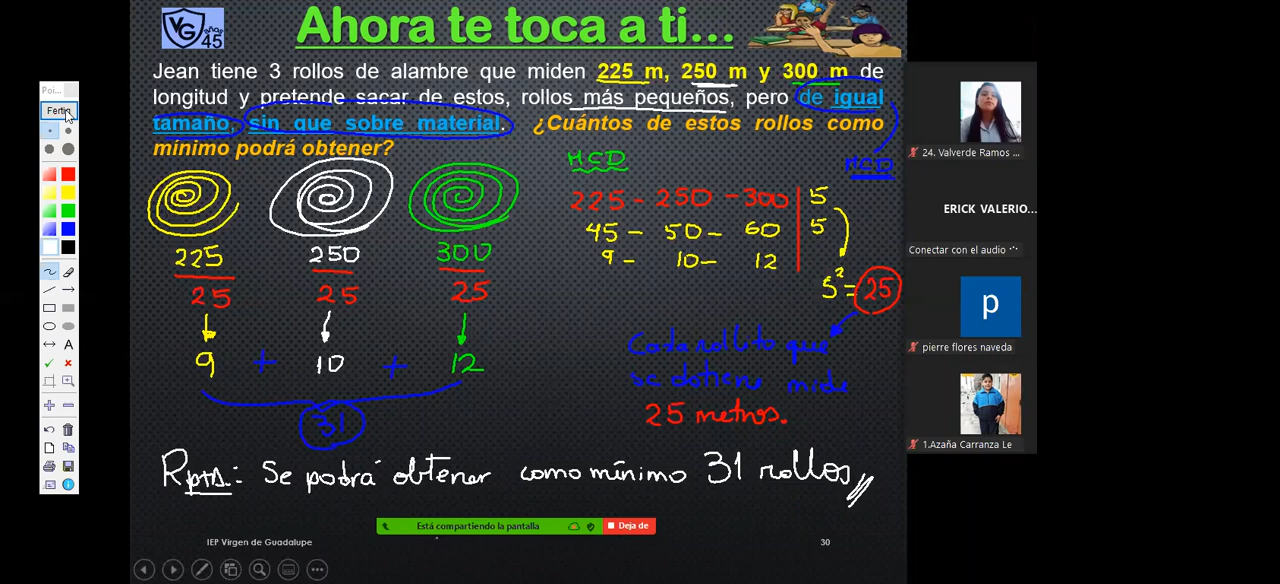 VG
años
45
Ahora te toca a ti...
Jean tiene 3 rollos de alambre que miden 225 m, 250 m y 300 m de
longitud y pretende sacar de estos, rollos más pequeños, pero de igual
tamaño, sin que sobre material. ¿Cuántos de estos rollos como
mínimo podrá obtener?
MCD
MCD
225 - 250 - 300 | 5
45 - 50 - 60 | 5
9 - 10 - 12
5² = 25
225 250 300
25 25 25
9 + 10 + 12
31
Cada rollito que
se obtiene mide
25 metros.
Rpta: Se podrá obtener como mínimo 31 rollos
Está compartiendo la pantalla
Deja de
IEP Virgen de Guadalupe
30
Poi...
A
24. Valverde Ramos ...
ERICK VALERIO...
Conectar con el audio ...
p
pierre flores naveda
1.Azaña Carranza Le